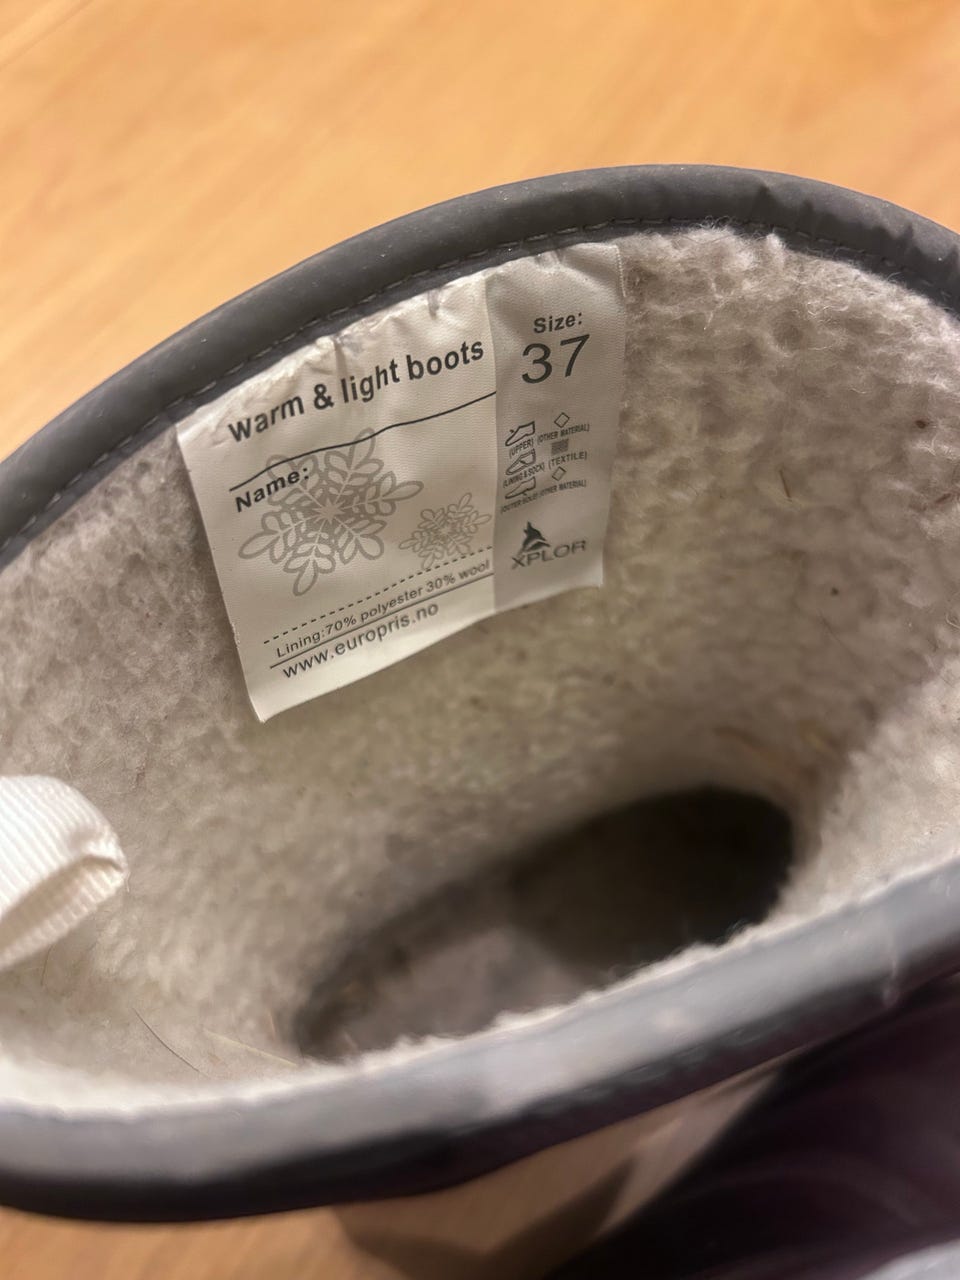 Warm & light boots
Name:
Lining:70% polyester 30% wool
www.europris.no
Size:
37
(UPPER) (OTHER MATERIAL)
(LINING & SOCK) (TEXTILE)
(OUTER SOLE) (OTHER MATERIAL)
XPLOR